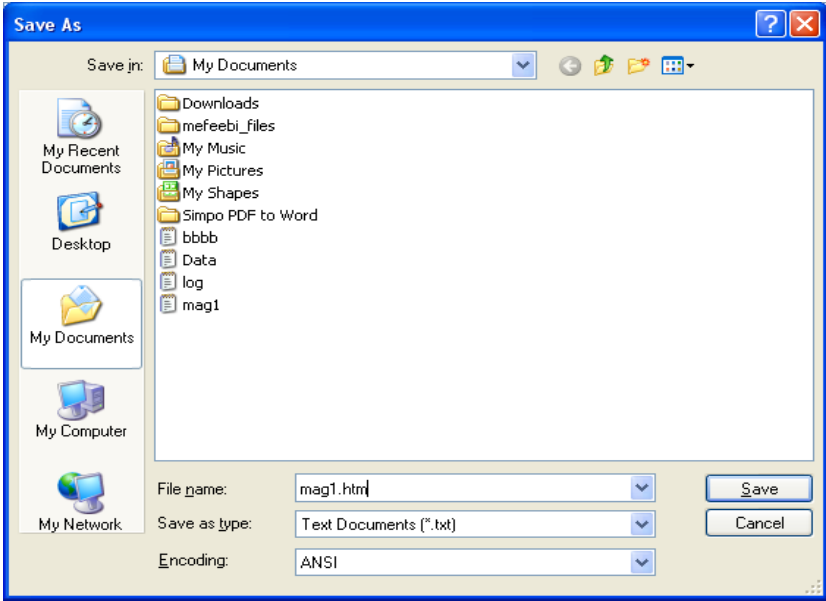 Save As
Save in: My Documents
My Recent
Documents
Desktop
My Documents
My Computer
My Network
Downloads
mefeebi_files
My Music
My Pictures
My Shapes
Simpo PDF to Word
bbbb
Data
log
mag1
File name: mag1.htm Save
Save as type: Text Documents (*.txt) Cancel
Encoding: ANSI